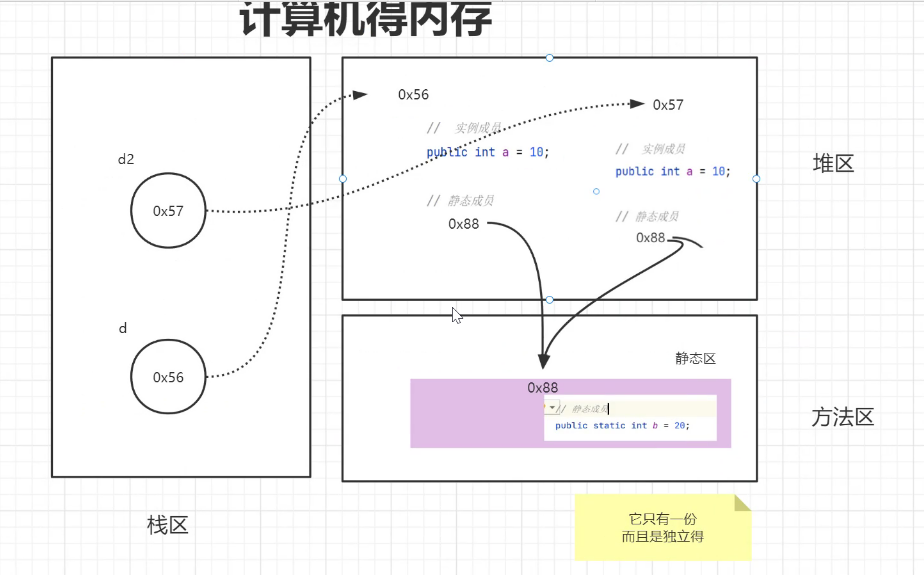 计算机得内存
d2
0x57
d
0x56
栈区
0x56
// 实例成员
public int a = 10;
// 静态成员
0x88
0x57
// 实例成员
public int a = 10;
// 静态成员
0x88
堆区
静态区
0x88
// 静态成员
public static int b = 20;
方法区
它只有一份
而且是独立得